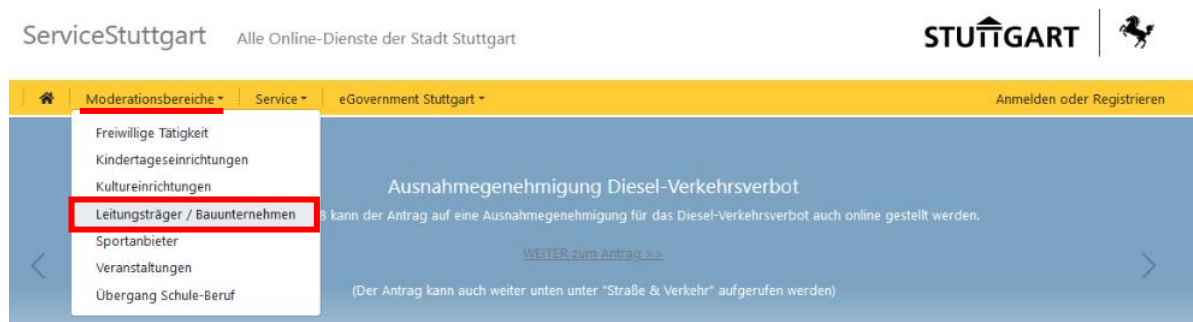 ServiceStuttgart Alle Online-Dienste der Stadt Stuttgart
STUTTGART
Moderationsbereiche Service eGovernment Stuttgart Anmelden oder Registrieren
Freiwillige Tätigkeit
Kindertageseinrichtungen
Kultureinrichtungen
Leitungsträger / Bauunternehmen
Sportanbieter
Veranstaltungen
Übergang Schule-Beruf
Ausnahmegenehmigung Diesel-Verkehrsverbot
kann der Antrag auf eine Ausnahmegenehmigung für das Diesel-Verkehrsverbot auch online gestellt werden.
WEITER zum Antrag >>
(Der Antrag kann auch weiter unten unter "Straße & Verkehr" aufgerufen werden)